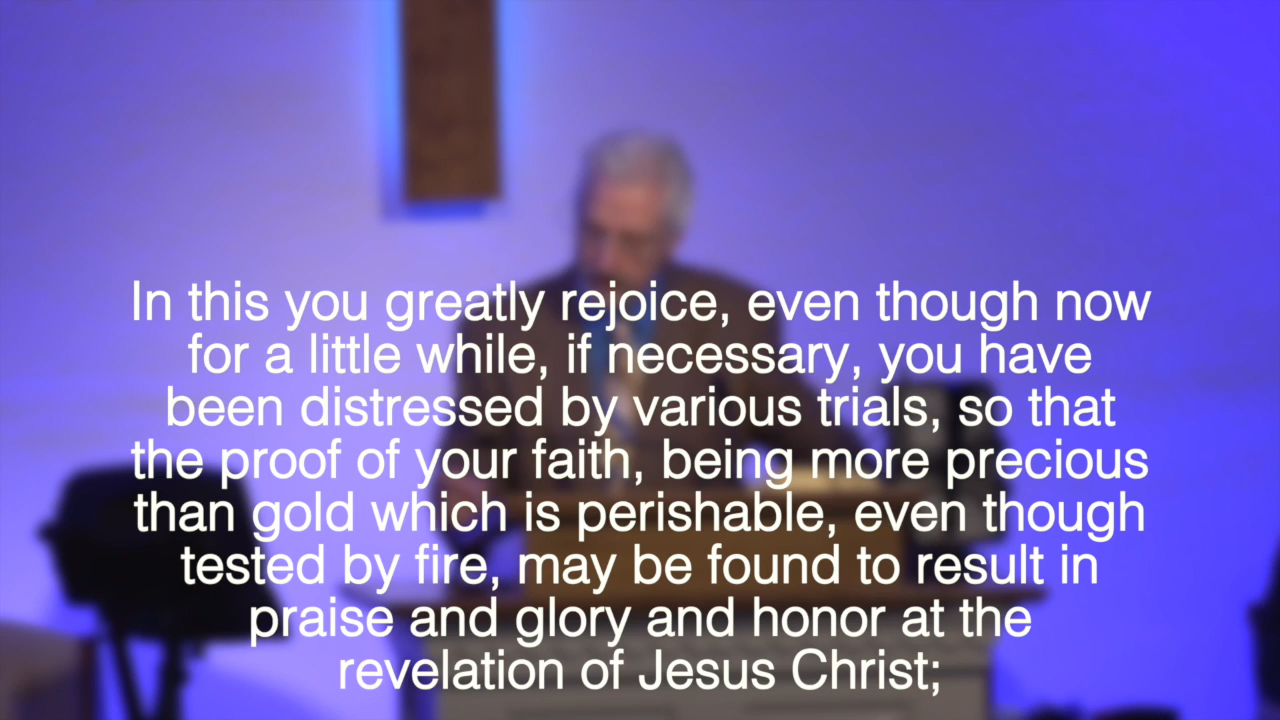 In this you greatly rejoice, even though now
for a little while, if necessary, you have
been distressed by various trials, so that
the proof of your faith, being more precious
than gold which is perishable, even though
tested by fire, may be found to result in
praise and glory and honor at the
revelation of Jesus Christ;